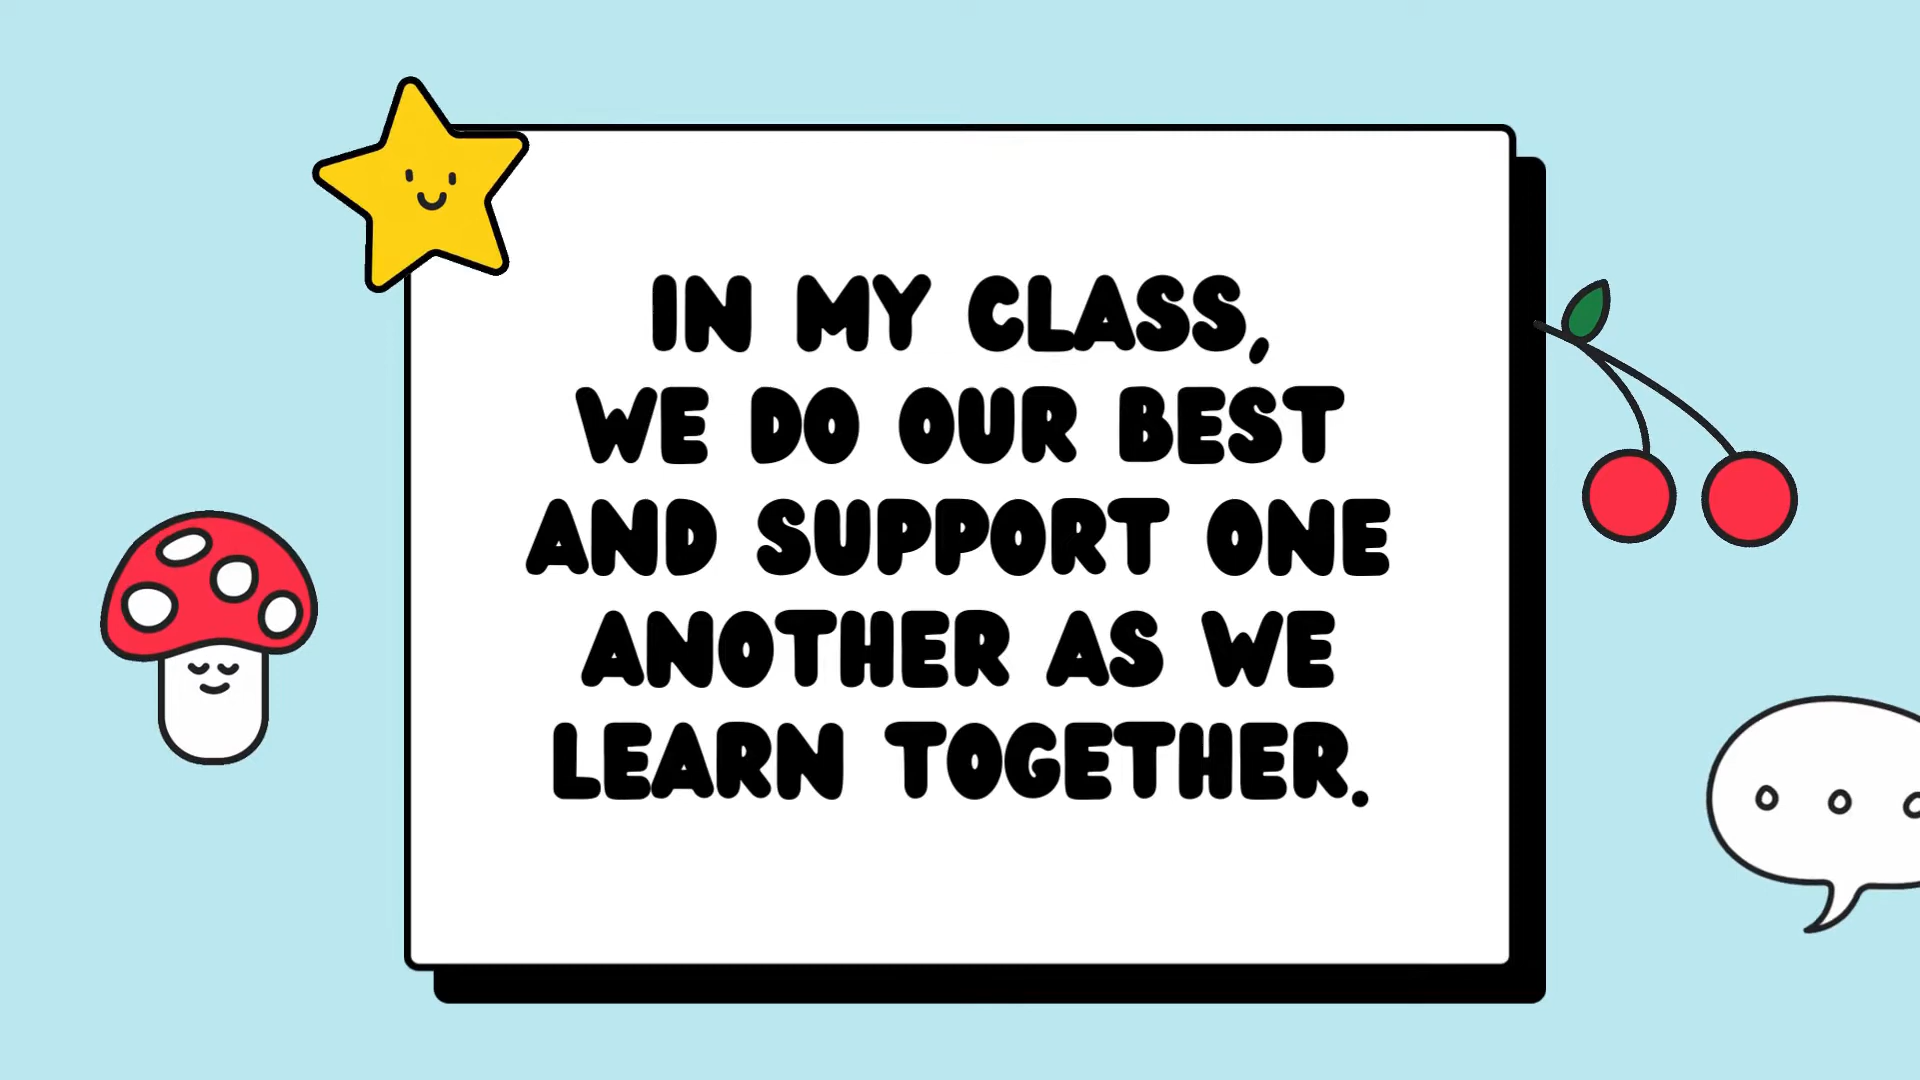 IN MY CLASS,
WE DO OUR BEST
AND SUPPORT ONE
ANOTHER AS WE
LEARN TOGETHER.